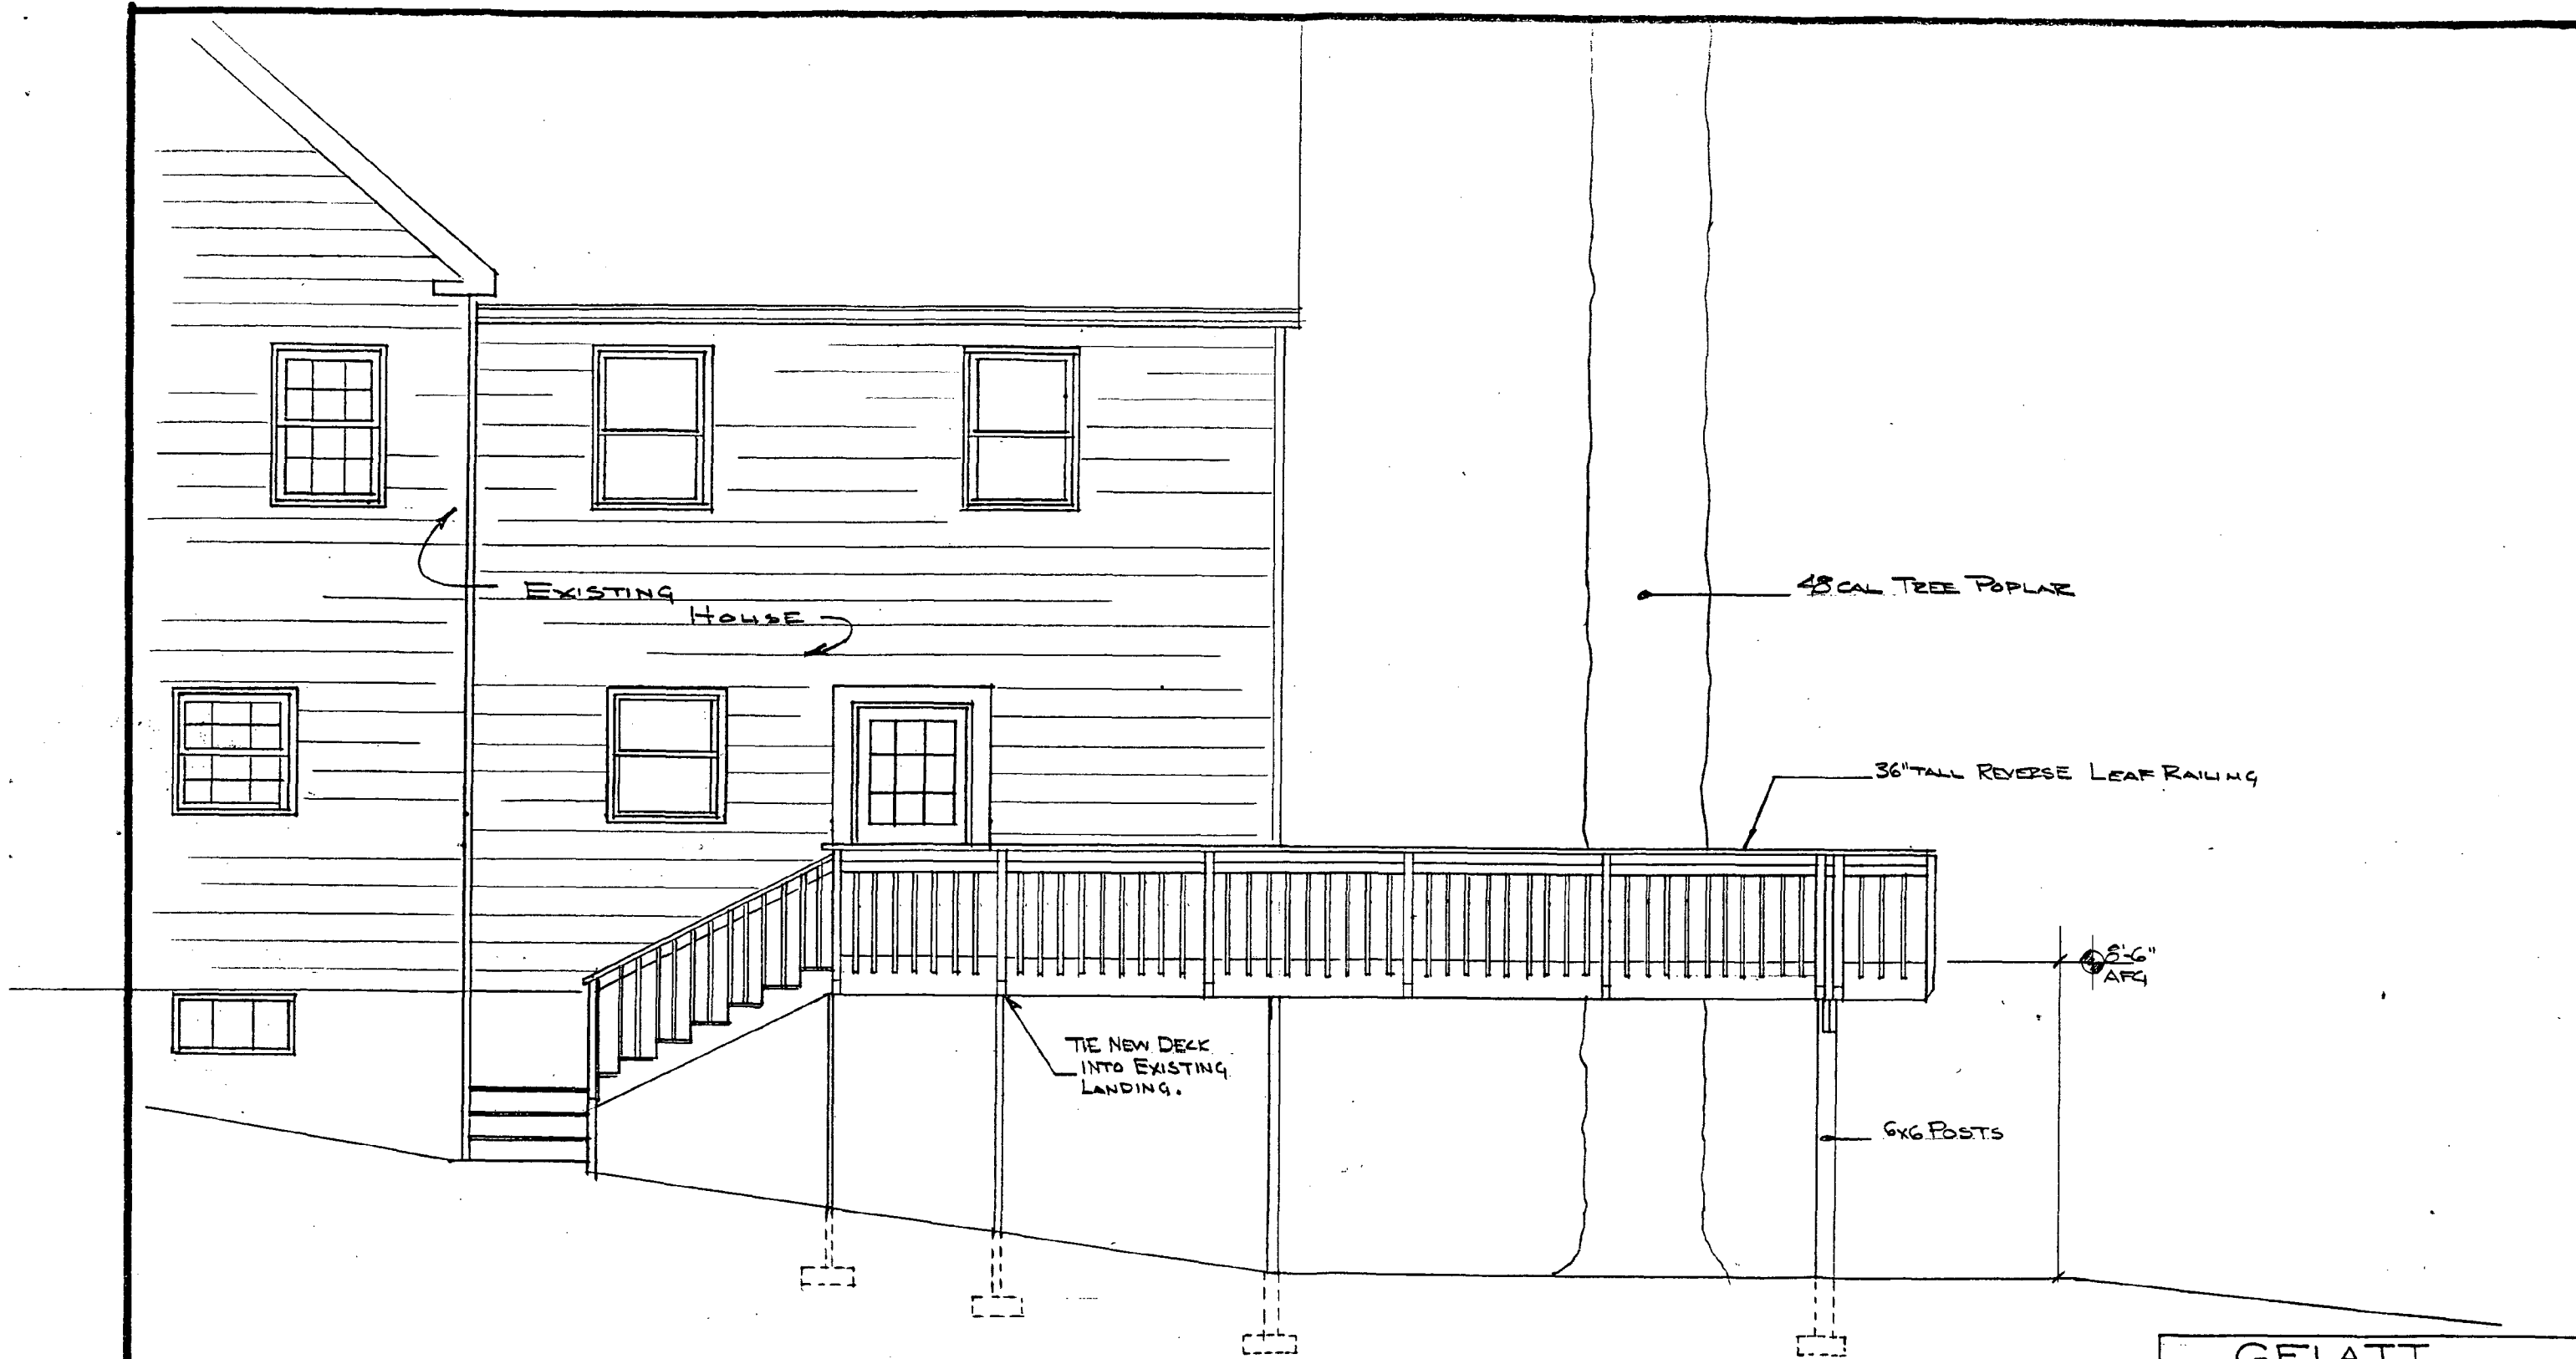 EXISTING
HOUSE
48 CAL TREE POPLAR
36" TALL REVERSE LEAF RAILING
8'-6"
AFG
TIE NEW DECK
INTO EXISTING
LANDING.
6x6 POSTS
GELATT